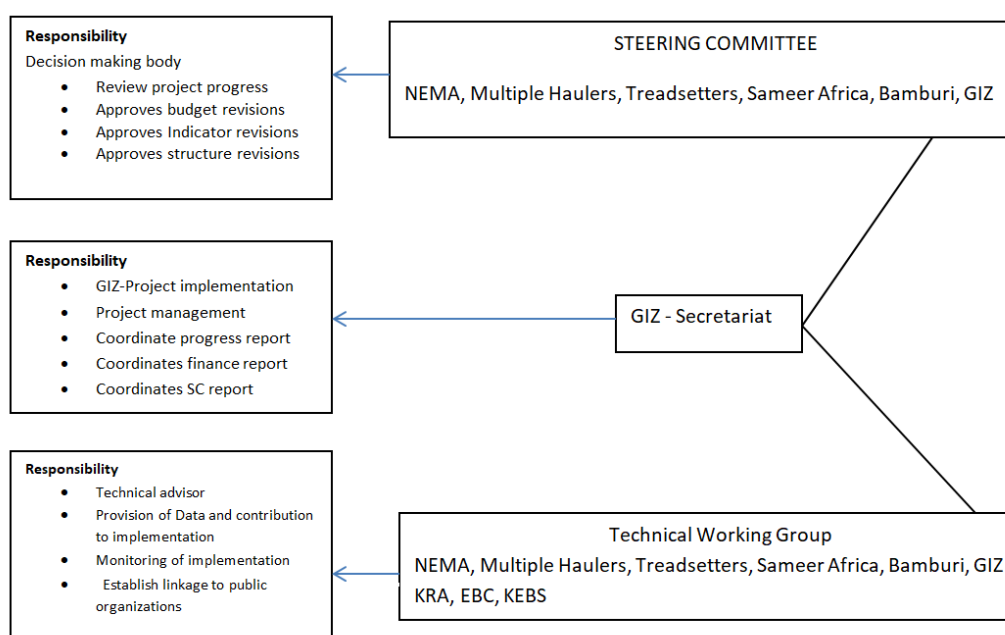 Responsibility
Decision making body
• Review project progress
• Approves budget revisions
• Approves Indicator revisions
• Approves structure revisions
STEERING COMMITTEE
NEMA, Multiple Haulers, Treadsetters, Sameer Africa, Bamburi, GIZ
Responsibility
• GIZ-Project implementation
• Project management
• Coordinate progress report
• Coordinates finance report
• Coordinates SC report
GIZ - Secretariat
Responsibility
• Technical advisor
• Provision of Data and contribution
to implementation
• Monitoring of implementation
• Establish linkage to public
organizations
Technical Working Group
NEMA, Multiple Haulers, Treadsetters, Sameer Africa, Bamburi, GIZ
KRA, EBC, KEBS